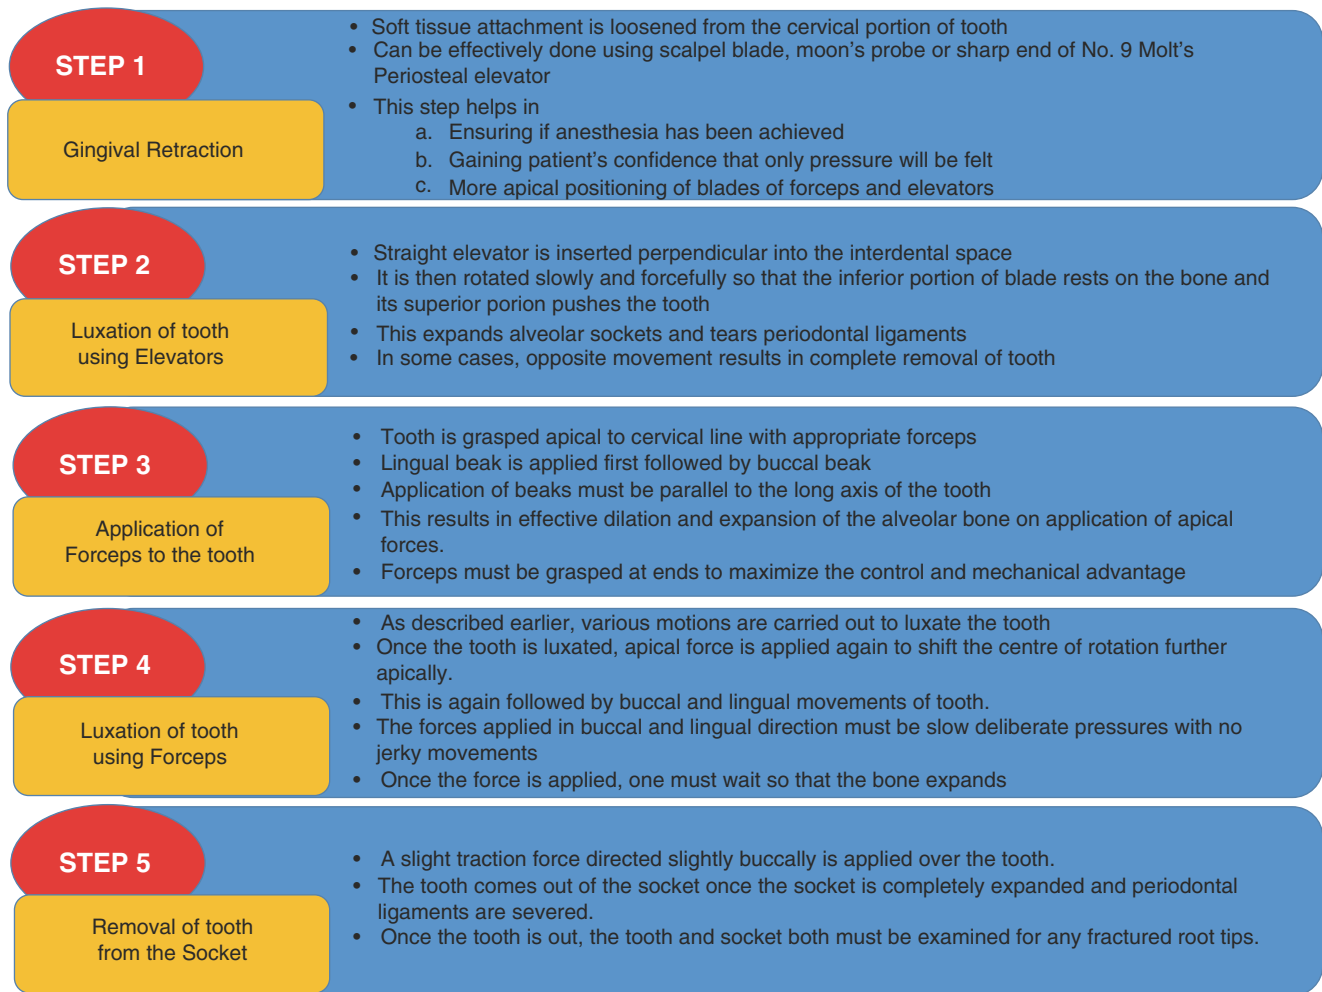 STEP 1
Gingival Retraction
• Soft tissue attachment is loosened from the cervical portion of tooth
• Can be effectively done using scalpel blade, moon's probe or sharp end of No. 9 Molt's
Periosteal elevator
• This step helps in
a. Ensuring if anesthesia has been achieved
b. Gaining patient's confidence that only pressure will be felt
c. More apical positioning of blades of forceps and elevators
STEP 2
Luxation of tooth
using Elevators
• Straight elevator is inserted perpendicular into the interdental space
• It is then rotated slowly and forcefully so that the inferior portion of blade rests on the bone and
its superior porion pushes the tooth
• This expands alveolar sockets and tears periodontal ligaments
• In some cases, opposite movement results in complete removal of tooth
STEP 3
Application of
Forceps to the tooth
• Tooth is grasped apical to cervical line with appropriate forceps
• Lingual beak is applied first followed by buccal beak
• Application of beaks must be parallel to the long axis of the tooth
• This results in effective dilation and expansion of the alveolar bone on application of apical
forces.
• Forceps must be grasped at ends to maximize the control and mechanical advantage
STEP 4
Luxation of tooth
using Forceps
• As described earlier, various motions are carried out to luxate the tooth
• Once the tooth is luxated, apical force is applied again to shift the centre of rotation further
apically.
• This is again followed by buccal and lingual movements of tooth.
• The forces applied in buccal and lingual direction must be slow deliberate pressures with no
jerky movements
• Once the force is applied, one must wait so that the bone expands
STEP 5
Removal of tooth
from the Socket
• A slight traction force directed slightly buccally is applied over the tooth.
• The tooth comes out of the socket once the socket is completely expanded and periodontal
ligaments are severed.
• Once the tooth is out, the tooth and socket both must be examined for any fractured root tips.